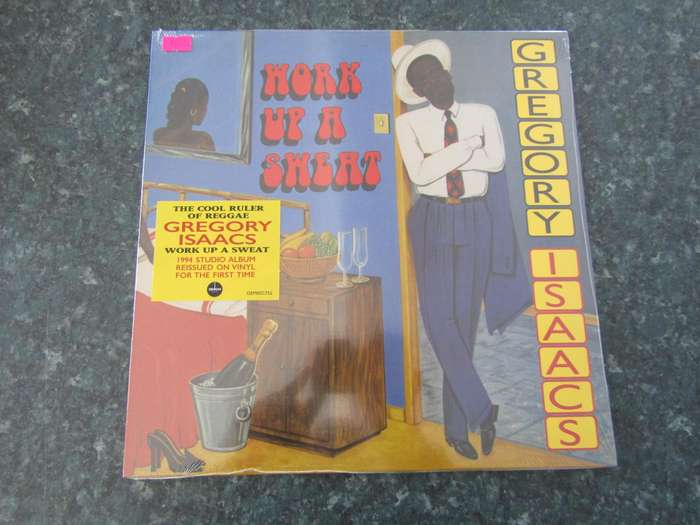 WORK
UP A
SWEAT
GREGORY ISAACS
THE COOL RULER
OF REGGAE
GREGORY
ISAACS
WORK UP A SWEAT
1994 STUDIO ALBUM
REISSUED ON VINYL
FOR THE FIRST TIME